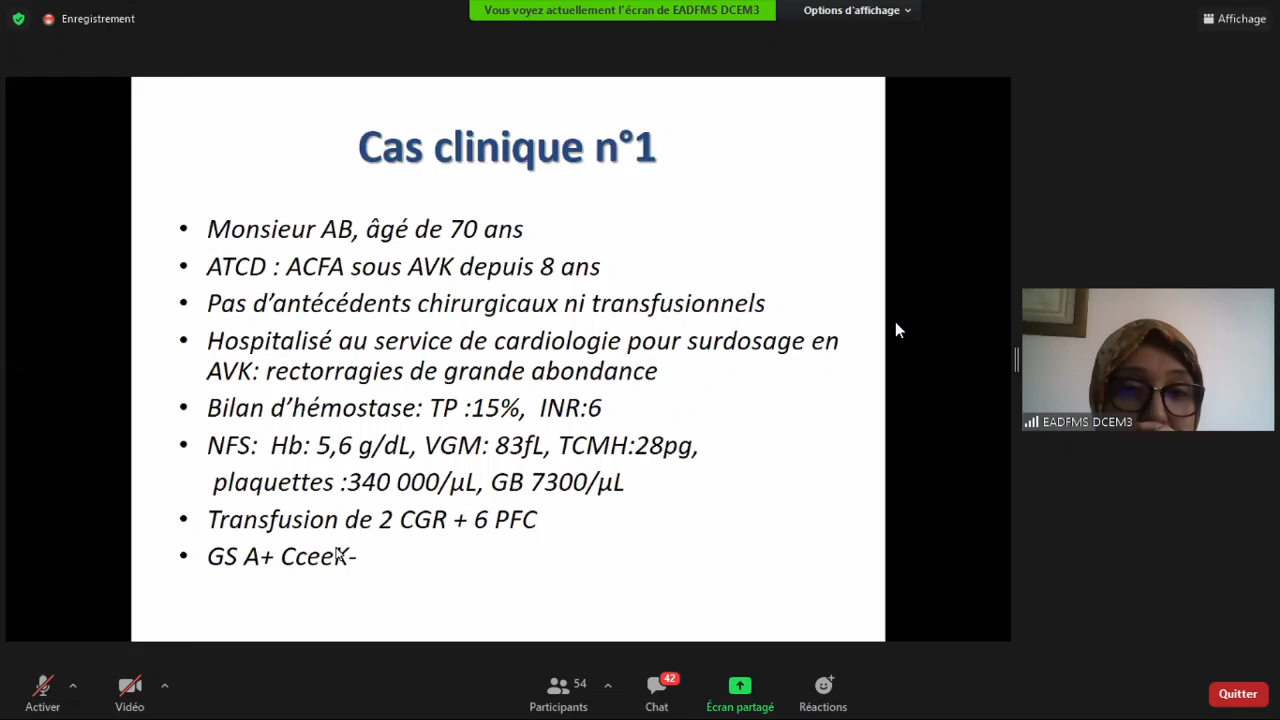 Enregistrement
Vous voyez actuellement l'écran de EADFMS DCEM3
Options d'affichage
Affichage
Cas clinique n°1
• Monsieur AB, âgé de 70 ans
• ATCD : ACFA sous AVK depuis 8 ans
• Pas d'antécédents chirurgicaux ni transfusionnels
• Hospitalisé au service de cardiologie pour surdosage en
AVK: rectorragies de grande abondance
• Bilan d'hémostase: TP :15%, INR:6
• NFS: Hb: 5,6 g/dL, VGM: 83fL, TCMH:28pg,
plaquettes :340 000/µL, GB 7300/µL
• Transfusion de 2 CGR + 6 PFC
• GS A+ CceeK-
EADFMS DCEM3
Activer
Vidéo
54
Participants
42
Chat
Écran partagé
Réactions
Quitter